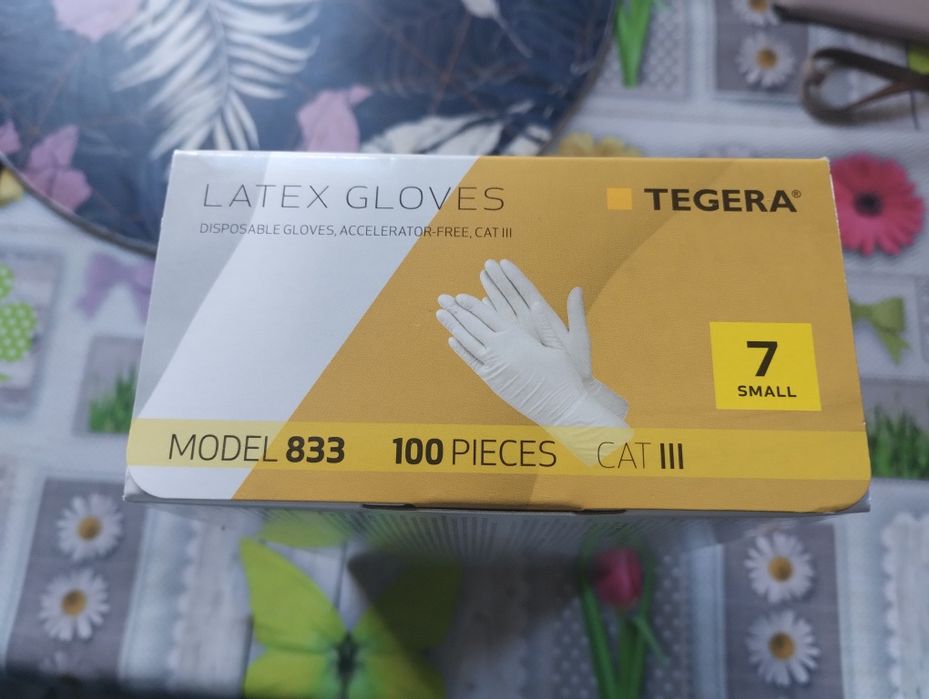 LATEX GLOVES
TEGERA®
DISPOSABLE GLOVES, ACCELERATOR-FREE, CAT III
7
SMALL
MODEL 833 100 PIECES CAT III